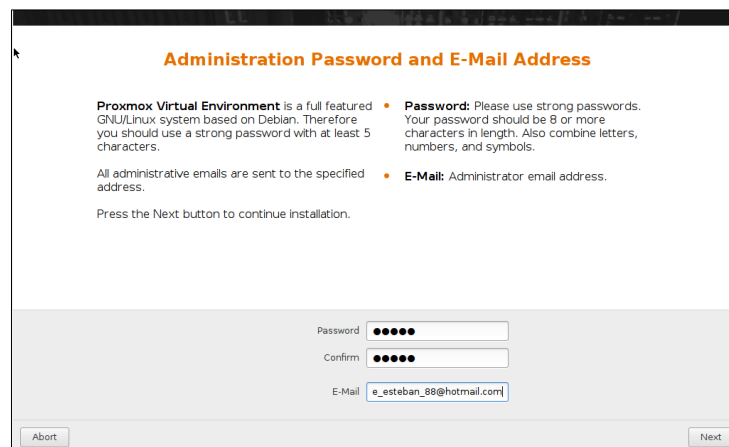 Administration Password and E-Mail Address
Proxmox Virtual Environment is a full featured
GNU/Linux system based on Debian. Therefore
you should use a strong password with at least 5
characters.
All administrative emails are sent to the specified
address.
Press the Next button to continue installation.
• Password: Please use strong passwords.
Your password should be 8 or more
characters in length. Also combine letters,
numbers, and symbols.
• E-Mail: Administrator email address.
Password ●●●●●
Confirm ●●●●●
E-Mail e_esteban_88@hotmail.com
Abort Next